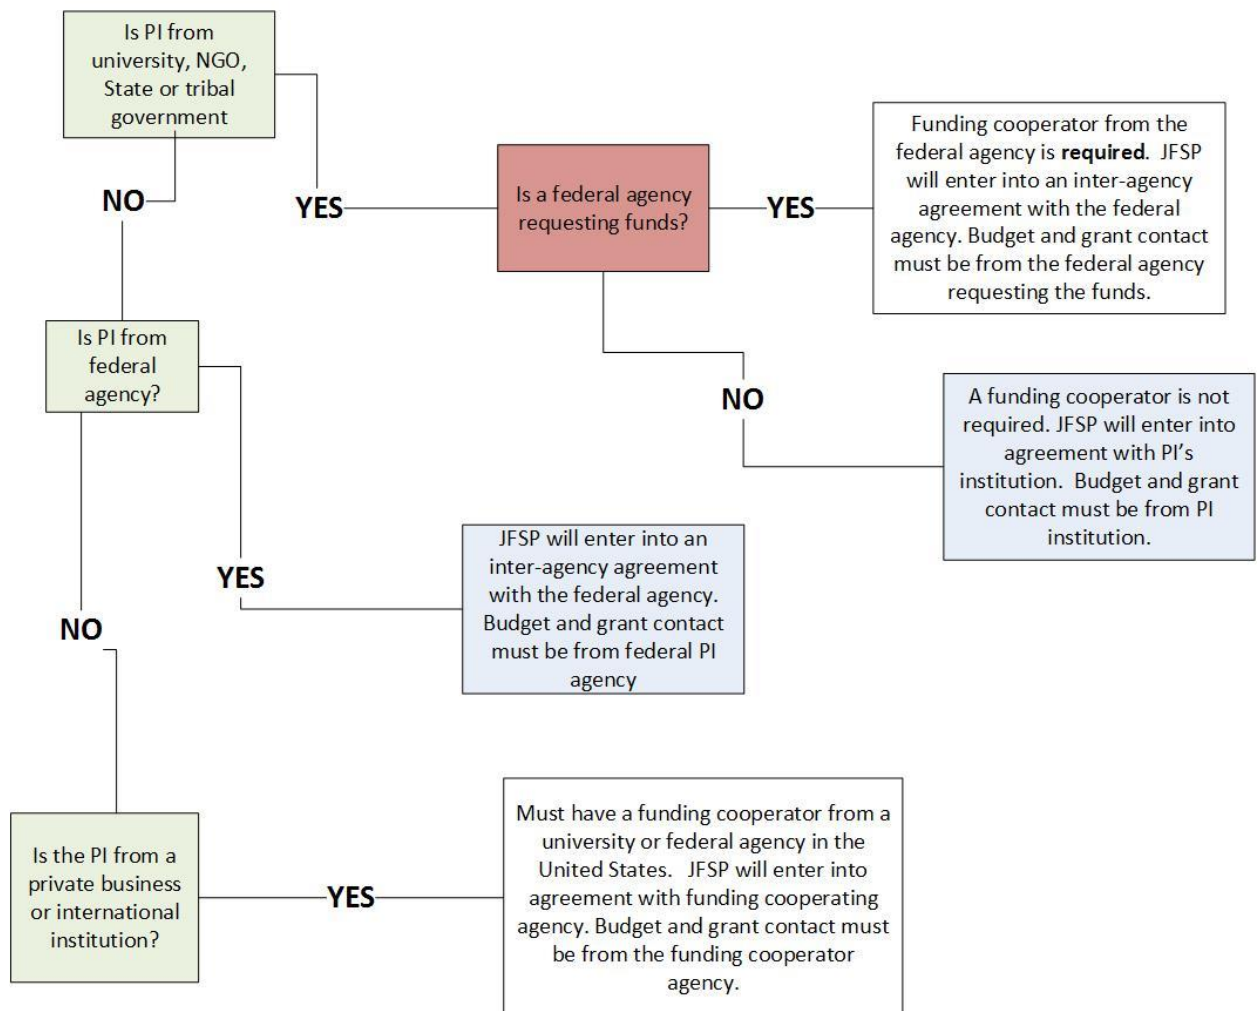 Is PI from
university, NGO,
State or tribal
government
NO
YES
Is a federal agency
requesting funds?
YES
Funding cooperator from the
federal agency is required. JFSP
will enter into an inter-agency
agreement with the federal
agency. Budget and grant contact
must be from the federal agency
requesting the funds.
NO
A funding cooperator is not
required. JFSP will enter into
agreement with PI's
institution. Budget and grant
contact must be from PI
institution.
Is PI from
federal
agency?
YES
JFSP will enter into an
inter-agency agreement
with the federal agency.
Budget and grant contact
must be from federal PI
agency
NO
Is the PI from a
private business
or international
institution?
YES
Must have a funding cooperator from a
university or federal agency in the
United States. JFSP will enter into
agreement with funding cooperating
agency. Budget and grant contact must
be from the funding cooperator
agency.